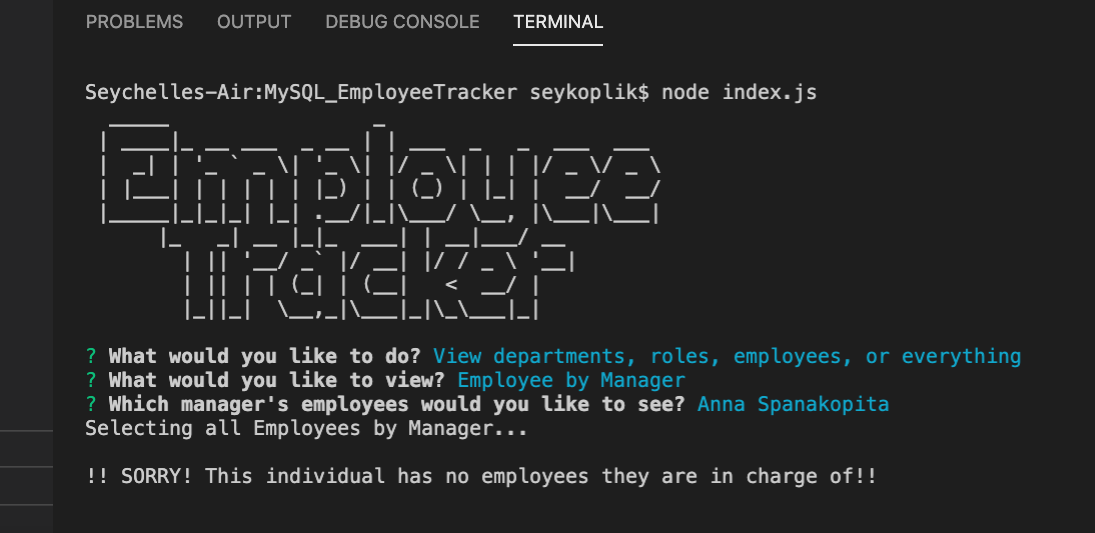 PROBLEMS OUTPUT DEBUG CONSOLE TERMINAL
Seychelles-Air:MySQL_EmployeeTracker seykoplik$ node index.js
Employee
Tracker
? What would you like to do? View departments, roles, employees, or everything
? What would you like to view? Employee by Manager
? Which manager's employees would you like to see? Anna Spanakopita
Selecting all Employees by Manager...
!! SORRY! This individual has no employees they are in charge of!!